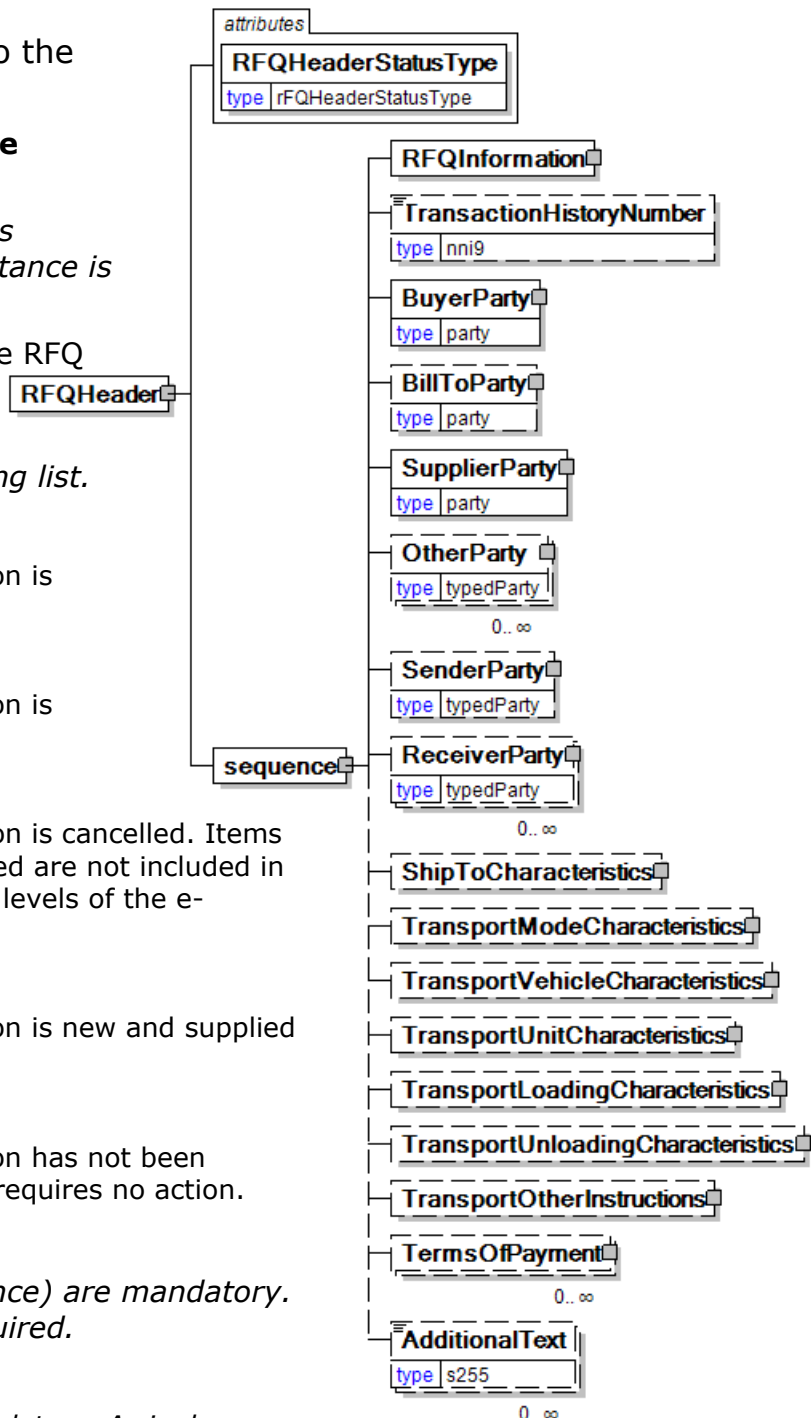 o the
e
s
tance is
e RFQ
ng list.
on is
on is
on is cancelled. Items
ed are not included in
levels of the e-
on is new and supplied
on has not been
requires no action.
nce) are mandatory.
uired.
RFQHeader
attributes
RFQHeaderStatusType
type rFQHeaderStatusType
sequence
RFQInformation
TransactionHistoryNumber
type nni9
BuyerParty
type party
BillToParty
type party
SupplierParty
type party
OtherParty
type typedParty
0.. ∞
SenderParty
type typedParty
ReceiverParty
type typedParty
0.. ∞
ShipToCharacteristics
TransportModeCharacteristics
TransportVehicleCharacteristics
TransportUnitCharacteristics
TransportLoadingCharacteristics
TransportUnloadingCharacteristics
TransportOtherInstructions
TermsOfPayment
0.. ∞
AdditionalText
type s255
0.. ∞